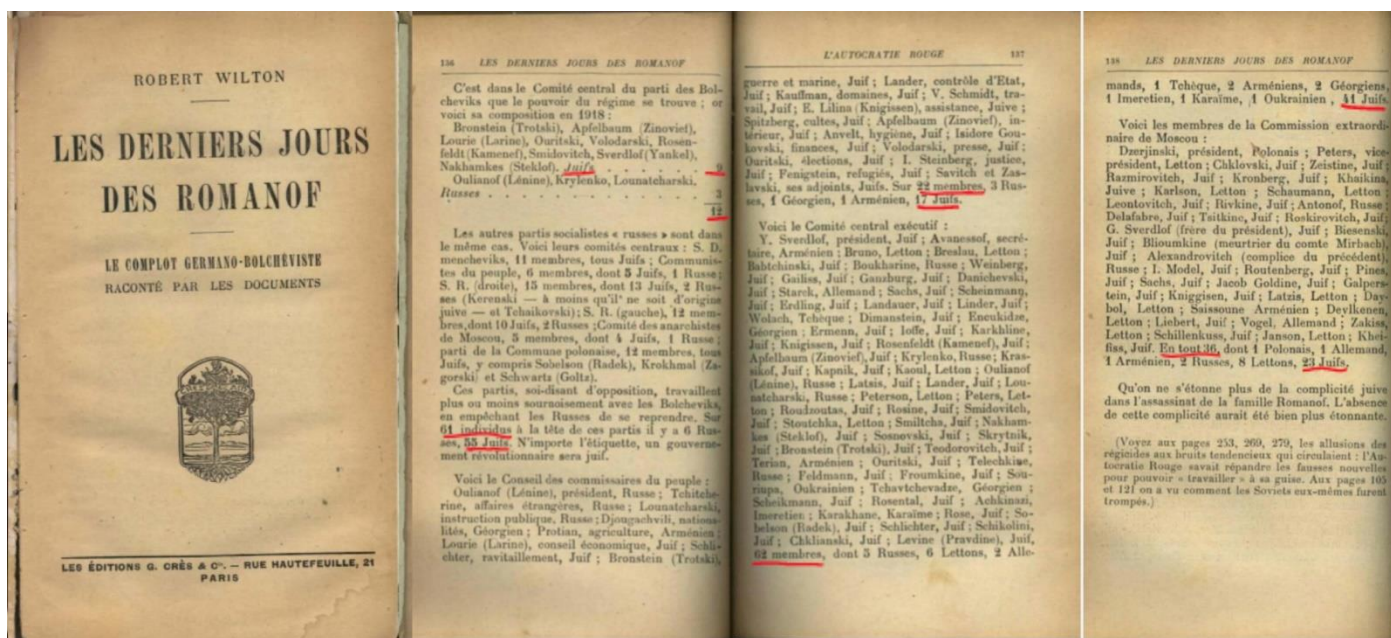 ROBERT WILTON
LES DERNIERS JOURS
DES ROMANOF
LE COMPLOT GERMANO-BOLCHÉVISTE
RACONTÉ PAR LES DOCUMENTS
LES ÉDITIONS G. CRÈS & Cie. — RUE HAUTEFEUILLE, 21
PARIS
136 LES DERNIERS JOURS DES ROMANOF
C'est dans le Comité central du parti des Bol-
cheviks que le pouvoir du régime se trouve ; or
voici sa composition en 1918 :
Bronstein (Trotski), Apfelbaum (Zinovief),
Lourie (Larine), Ouritski, Volodarski, Rosen-
feldt (Kamenef), Smidovitch, Sverdlof (Yankel),
Nakhamkes (Steklof). Juifs . . . . . . 9
Oulianof (Lénine), Krylenko, Lounatcharski,
Russes . . . . . . . . . . . . 3
12
Les autres partis socialistes « russes » sont dans
le même cas. Voici leurs comités centraux : S. D.
mencheviks, 11 membres, tous Juifs ; Communis-
tes du peuple, 6 membres, dont 5 Juifs, 1 Russe ;
S. R. (droite), 15 membres, dont 13 Juifs, 2 Rus-
ses (Kerenski — à moins qu'il ne soit d'origine
juive — et Tchaikovski) ; S. R. (gauche), 12 mem-
bres, dont 10 Juifs, 2 Russes ; Comité des anarchistes
de Moscou, 5 membres, dont 4 Juifs, 1 Russe ;
parti de la Commune polonaise, 12 membres, tous
Juifs, y compris Sobelson (Radek), Krokhmal (Za-
gorski) et Schwarts (Goltz).
Ces partis, soi-disant d'opposition, travaillent
plus ou moins sournoisement avec les Bolcheviks,
en empêchant les Russes de se reprendre. Sur
61 individus à la tête de ces partis il y a 6 Rus-
ses, 55 Juifs. N'importe l'étiquette, un gouverne-
ment révolutionnaire sera juif.
Voici le Conseil des commissaires du peuple :
Oulianof (Lénine), président, Russe ; Tchitche-
rine, affaires étrangères, Russe ; Lounatcharski,
instruction publique, Russe ; Djougachvili, nationa-
lités, Géorgien ; Protian, agriculture, Arménien ;
Lourie (Larine), conseil économique, Juif ; Schli-
chter, ravitaillement, Juif ; Bronstein (Trotski),
L'AUTOCRATIE ROUGE 137
guerre et marine, Juif ; Lander, contrôle d'Etat,
Juif ; Kauffman, domaines, Juif ; V. Schmidt, tra-
vail, Juif ; E. Lilina (Knigissen), assistance, Juive ;
Spitzberg, cultes, Juif ; Apfelbaum (Zinovief), in-
térieur, Juif ; Anvelt, hygiène, Juif ; Isidore Gou-
kovski, finances, Juif ; Volodarski, presse, Juif ;
Ouritski, élections, Juif ; I. Steinberg, justice,
Juif ; Fenigstein, refugiés, Juif ; Savitch et Zas-
lavski, ses adjoints, Juifs. Sur 22 membres, 3 Rus-
ses, 1 Géorgien, 1 Arménien, 17 Juifs.
Voici le Comité central exécutif :
Y. Sverdlof, président, Juif ; Avanessof, secré-
taire, Arménien ; Bruno, Letton ; Breslau, Letton ;
Babtchinski, Juif ; Boukharine, Russe ; Weinberg,
Juif ; Gailiss, Juif ; Ganzburg, Juif ; Danichevski,
Juif ; Starck, Allemand ; Sachs, Juif ; Scheinmang,
Juif ; Erdling, Juif ; Landauer, Juif ; Linder, Juif ;
Wolach, Tchèque ; Dimanstein, Juif ; Encukidze,
Géorgien ; Ermenn, Juif ; Ioffe, Juif ; Karkhline,
Juif ; Knigissen, Juif ; Rosenfeldt (Kamenef), Juif ;
Apfelbaum (Zinovief), Juif ; Krylenko, Russe ; Kras-
sikof, Juif ; Kapnik, Juif ; Kaoul, Letton ; Oulianof
(Lénine), Russe ; Latsis, Juif ; Lander, Juif ; Lou-
natcharski, Russe ; Peterson, Letton ; Peters, Let-
ton ; Roudzoutas, Juif ; Rosine, Juif ; Smidovitch,
Juif ; Stoutchka, Letton ; Smiltcha, Juif ; Nakham-
kes (Steklof), Juif ; Sosnovski, Juif ; Skrytnik,
Juif ; Bronstein (Trotski), Juif ; Teodorovitch, Juif ;
Terian, Arménien ; Ouritski, Juif ; Telechkine,
Russe ; Feldmann, Juif ; Froumkine, Juif ; Sou-
riupa, Oukrainien ; Tchavtchevadze, Géorgien ;
Scheikmann, Juif ; Rosental, Juif ; Achkinazi,
Imeretien ; Karakhane, Karaïme ; Rose, Juif ; So-
belson (Radek), Juif ; Schlichter, Juif ; Schikolini,
Juif ; Chklianski, Juif ; Levine (Pravdine), Juif,
62 membres, dont 5 Russes, 6 Lettons, 2 Alle-
138 LES DERNIERS JOURS DES ROMANOF
mands, 1 Tchèque, 2 Arméniens, 2 Géorgiens,
1 Imeretien, 1 Karaïme, 1 Oukrainien, 41 Juifs.
Voici les membres de la Commission extraordi-
naire de Moscou :
Dzerjinski, président, Polonais ; Peters, vice-
président, Letton ; Chklovski, Juif ; Zeistine, Juif ;
Razmirovitch, Juif ; Kronberg, Juif ; Khaikina,
Juive ; Karlson, Letton ; Schaumann, Letton ;
Leontovitch, Juif ; Rivkine, Juif ; Antonof, Russe ;
Delafabre, Juif ; Tsitkine, Juif ; Roskirovitch, Juif ;
G. Sverdlof (frère du président), Juif ; Biesenski,
Juif ; Blioumkine (meurtrier du comte Mirbach),
Juif ; Alexandrovitch (complice du précédent),
Russe ; I. Model, Juif ; Routenberg, Juif ; Pines,
Juif ; Sachs, Juif ; Jacob Goldine, Juif ; Galpers-
tein, Juif ; Kniggisen, Juif ; Latzis, Letton ; Day-
bol, Letton ; Saissoune Arménien ; Deylkenen,
Letton ; Liebert, Juif ; Vogel, Allemand ; Zakiss,
Letton ; Schillenkuss, Juif ; Janson, Letton ; Khei-
fiss, Juif. En tout 36, dont 1 Polonais, 1 Allemand,
1 Arménien, 2 Russes, 8 Lettons, 23 Juifs.
Qu'on ne s'étonne plus de la complicité juive
dans l'assassinat de la famille Romanof. L'absence
de cette complicité aurait été bien plus étonnante.
(Voyez aux pages 253, 269, 279, les allusions des
régicides aux bruits tendencieux qui circulaient : l'Au-
tocratie Rouge savait répandre les fausses nouvelles
pour pouvoir « travailler » à sa guise. Aux pages 105
et 121 on a vu comment les Soviets eux-mêmes furent
trompés.)